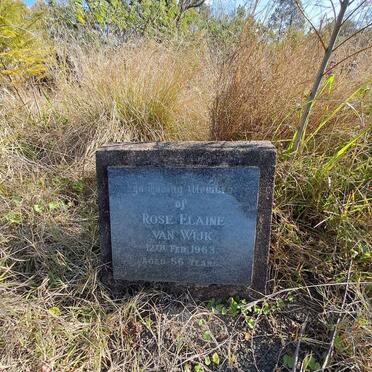 In Loving Memory
of
ROSE ELAINE
VAN WIJK
12TH FEB. 1963
AGED 56 YEARS